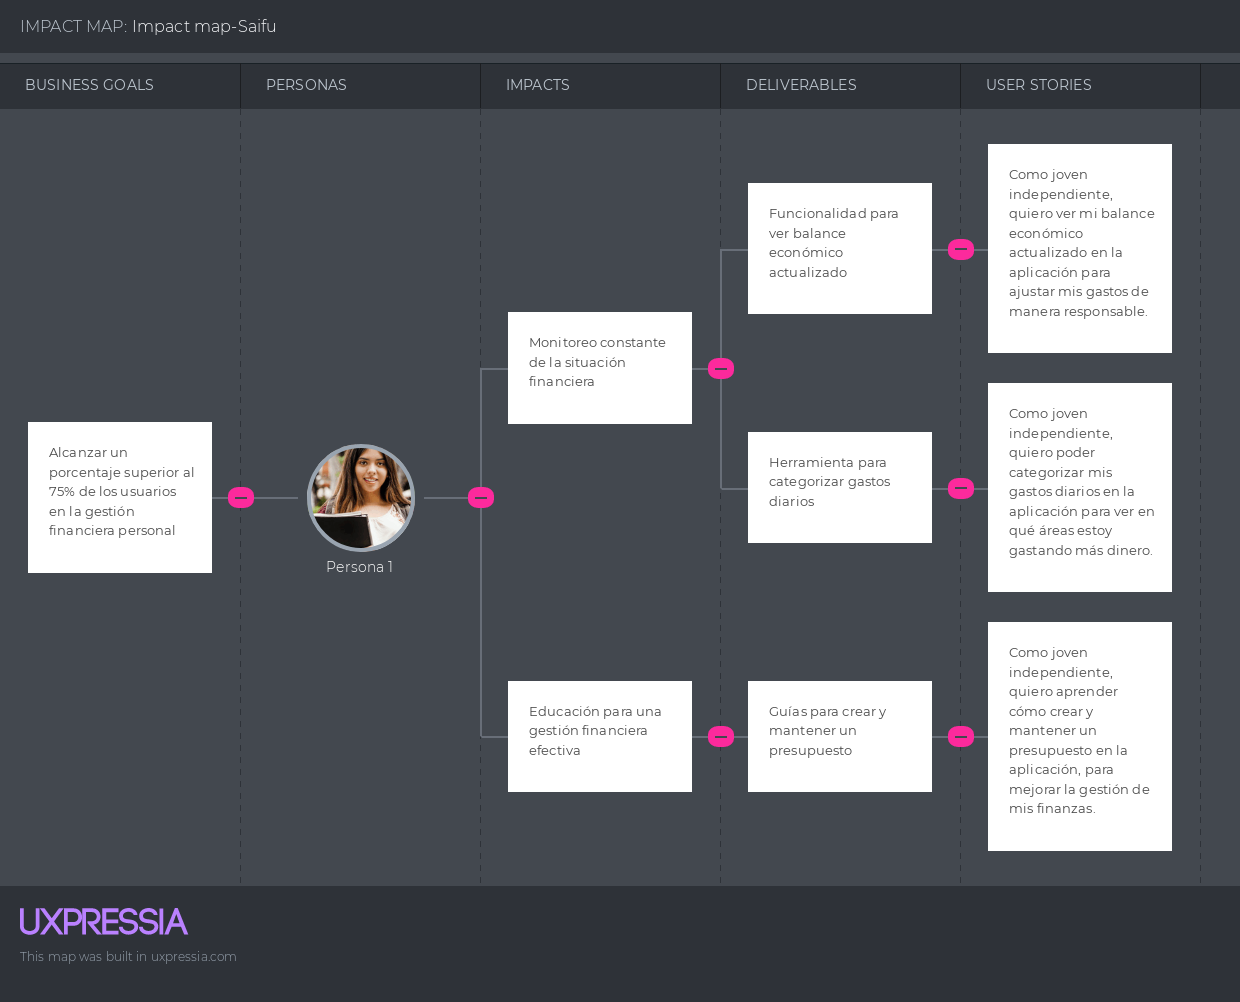 IMPACT MAP: Impact map-Saifu
BUSINESS GOALS
PERSONAS
IMPACTS
DELIVERABLES
USER STORIES
Alcanzar un
porcentaje superior al
75% de los usuarios
en la gestión
financiera personal
Persona 1
Monitoreo constante
de la situación
financiera
Funcionalidad para
ver balance
económico
actualizado
Como joven
independiente,
quiero ver mi balance
económico
actualizado en la
aplicación para
ajustar mis gastos de
manera responsable.
Herramienta para
categorizar gastos
diarios
Como joven
independiente,
quiero poder
categorizar mis
gastos diarios en la
aplicación para ver en
qué áreas estoy
gastando más dinero.
Educación para una
gestión financiera
efectiva
Guías para crear y
mantener un
presupuesto
Como joven
independiente,
quiero aprender
cómo crear y
mantener un
presupuesto en la
aplicación, para
mejorar la gestión de
mis finanzas.
UXPRESSIA
This map was built in uxpressia.com